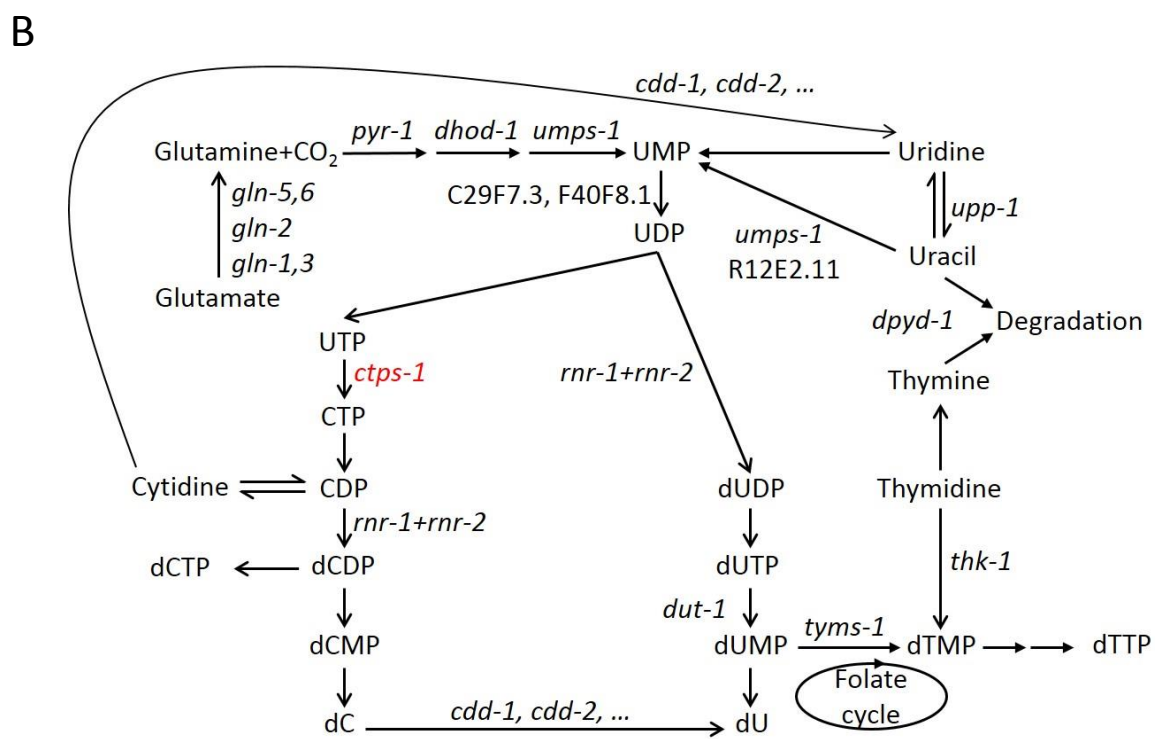 B
cdd-1, cdd-2, ...
Glutamine+CO2
pyr-1
dhod-1
umps-1
UMP
Uridine
gln-5,6
gln-2
gln-1,3
Glutamate
C29F7.3, F40F8.1
UDP
umps-1
R12E2.11
upp-1
Uracil
dpyd-1
Degradation
Thymine
UTP
ctps-1
CTP
rnr-1+rnr-2
Cytidine
CDP
dUDP
Thymidine
rnr-1+rnr-2
dCTP
dCDP
dUTP
thk-1
dut-1
dCMP
dUMP
tyms-1
dTMP
dTTP
Folate
cycle
dC
cdd-1, cdd-2, ...
dU